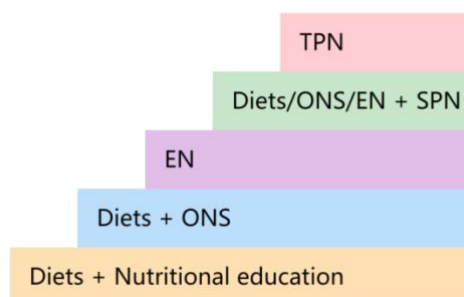 TPN
Diets/ONS/EN + SPN
EN
Diets + ONS
Diets + Nutritional education